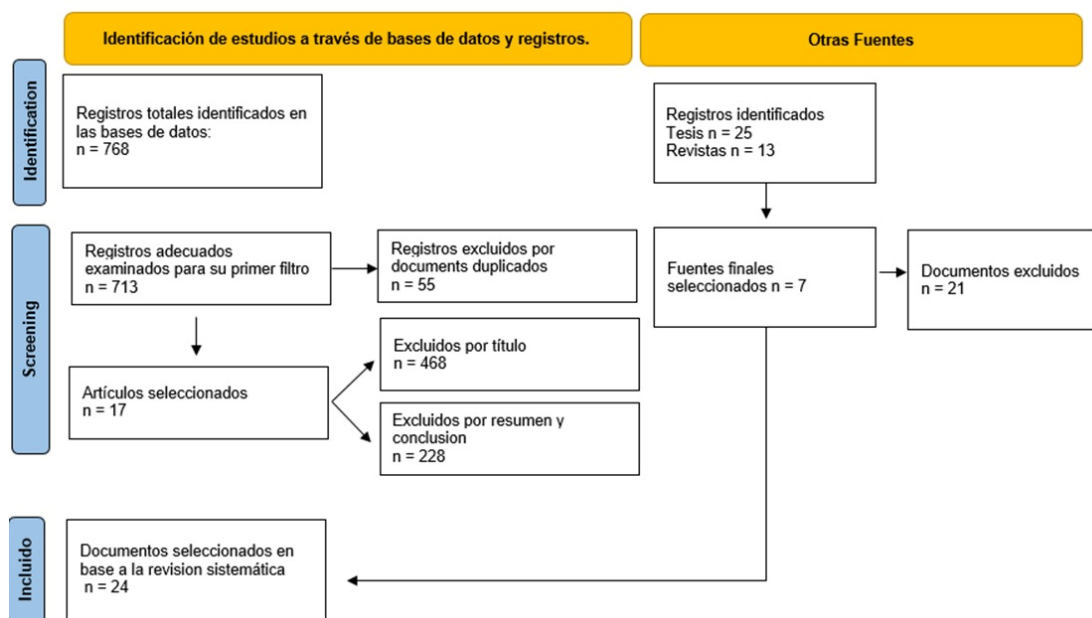 Identificación de estudios a través de bases de datos y registros.
Otras Fuentes
Identification
Registros totales identificados en
las bases de datos:
n = 768
Registros identificados
Tesis n = 25
Revistas n = 13
Screening
Registros adecuados
examinados para su primer filtro
n = 713
Registros excluidos por
documents duplicados
n = 55
Fuentes finales
seleccionados n = 7
Documentos excluidos
n = 21
Artículos seleccionados
n = 17
Excluidos por título
n = 468
Excluidos por resumen y
conclusion
n = 228
Incluido
Documentos seleccionados en
base a la revision sistemática
n = 24